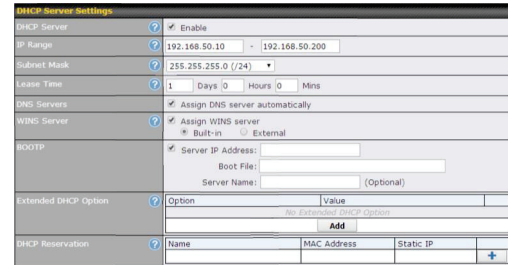 DHCP Server Settings
DHCP Server Enable
IP Range 192.168.50.10 - 192.168.50.200
Subnet Mask 255.255.255.0 (/24)
Lease Time 1 Days 0 Hours 0 Mins
DNS Servers Assign DNS server automatically
WINS Server Assign WINS server
Built-in External
BOOTP Server IP Address:
Boot File:
Server Name: (Optional)
Extended DHCP Option Option Value
No Extended DHCP Option
Add
DHCP Reservation Name MAC Address Static IP
+